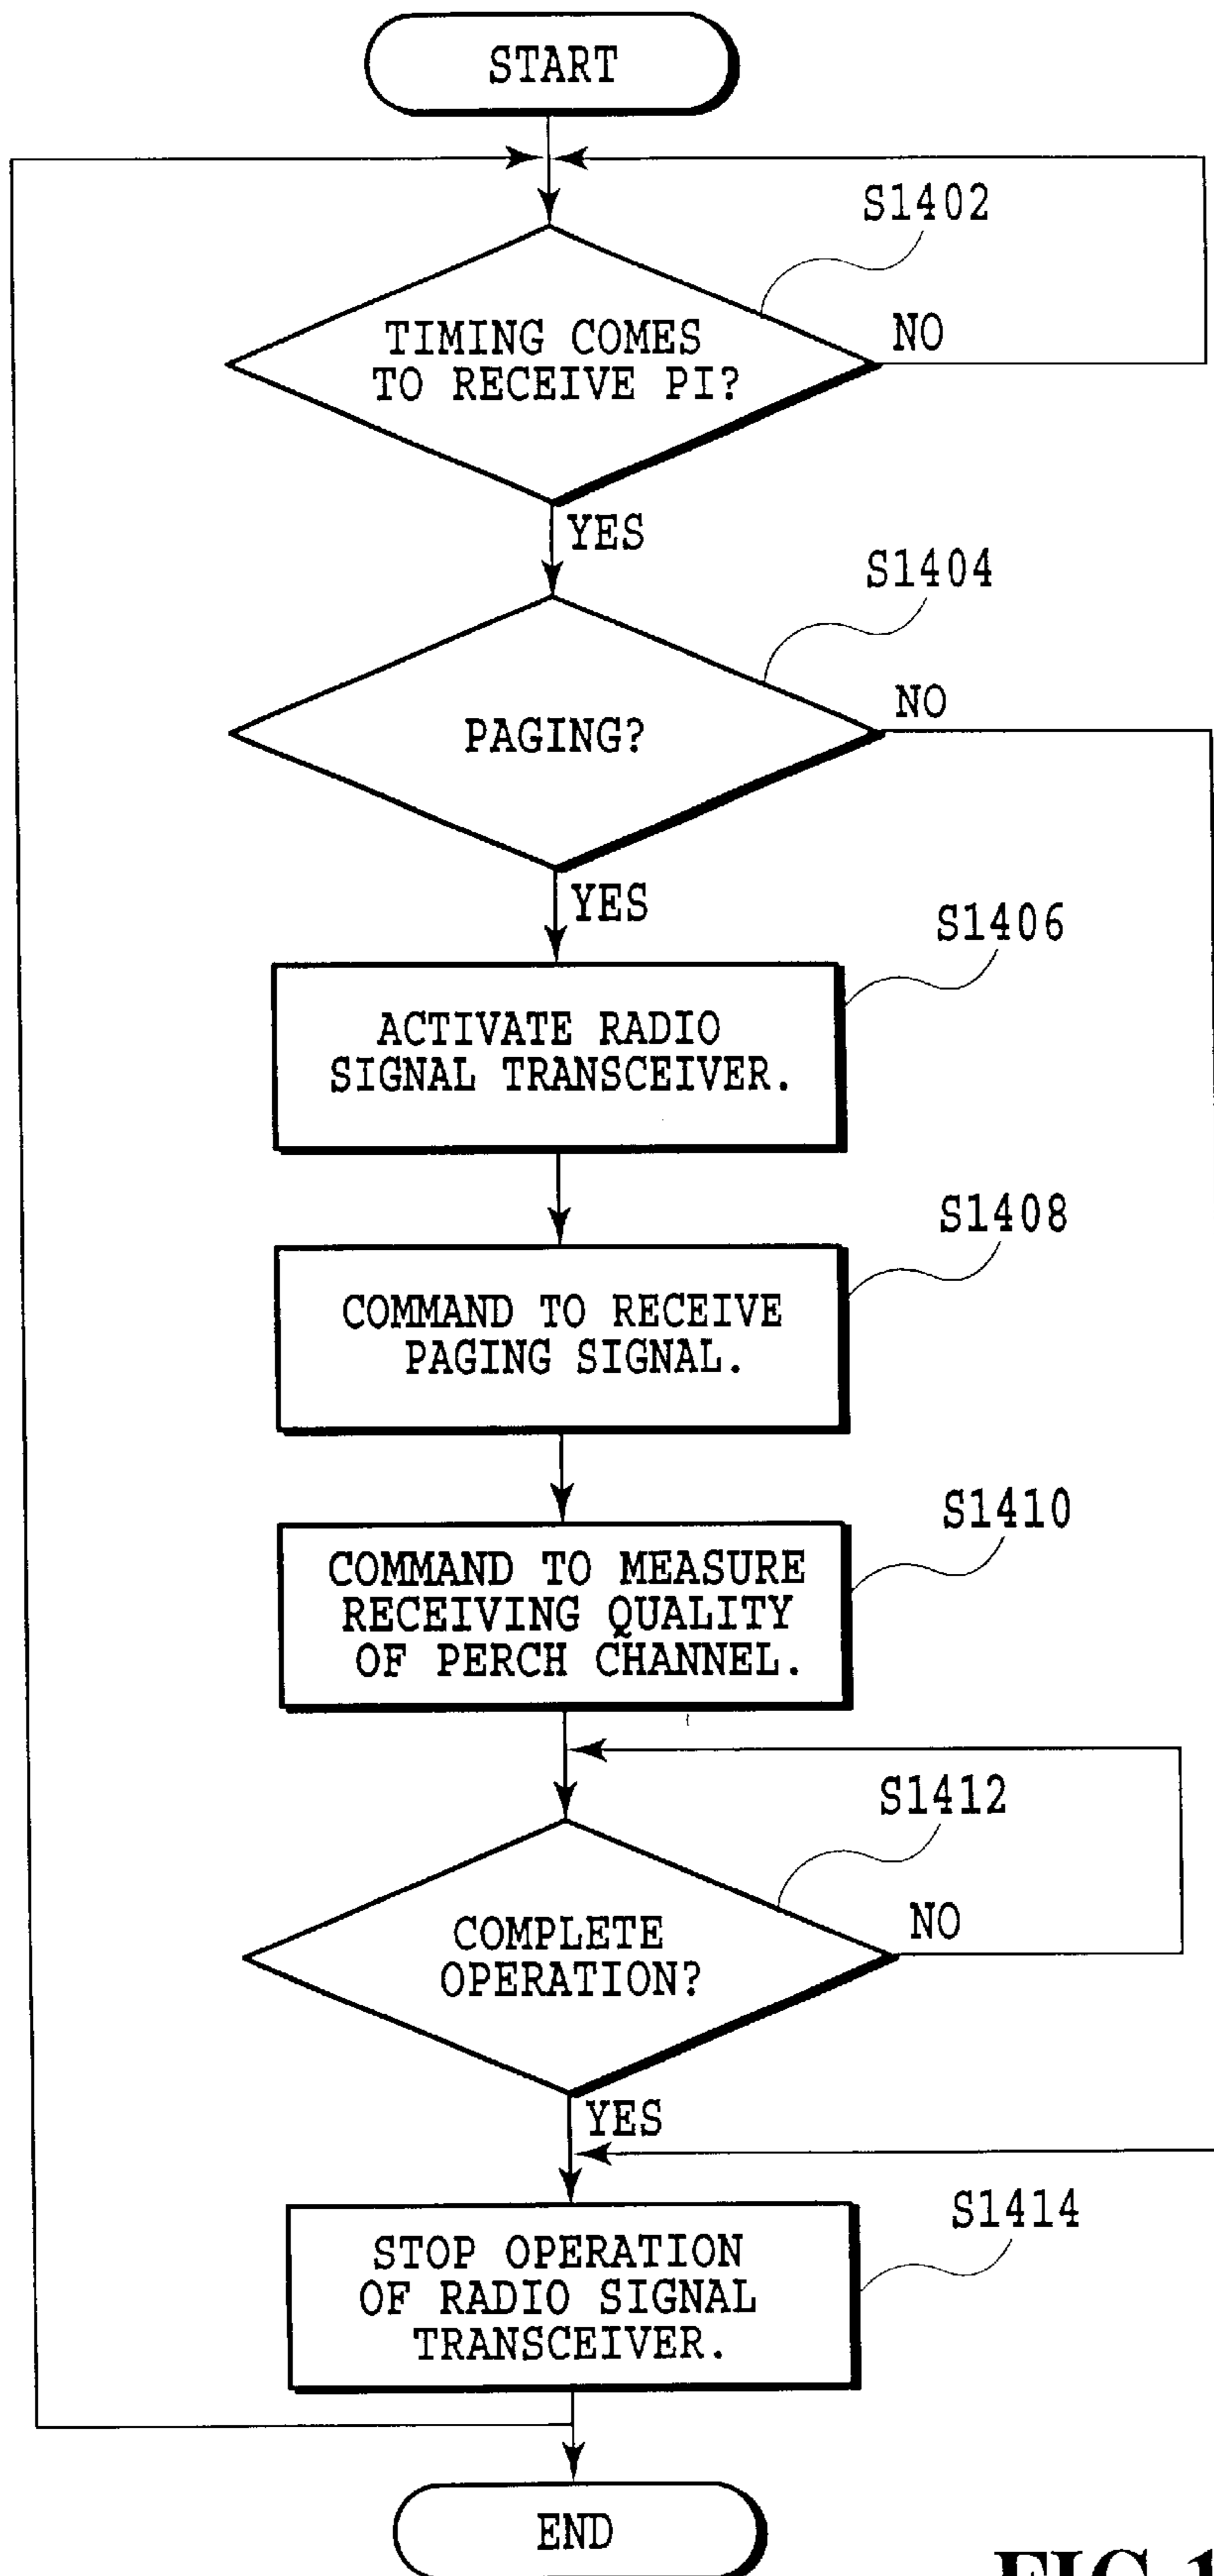 START
S1402
TIMING COMES
TO RECEIVE PI?
NO
YES
S1404
PAGING?
NO
YES
S1406
ACTIVATE RADIO
SIGNAL TRANSCEIVER.
S1408
COMMAND TO RECEIVE
PAGING SIGNAL.
S1410
COMMAND TO MEASURE
RECEIVING QUALITY
OF PERCH CHANNEL.
S1412
COMPLETE
OPERATION?
NO
YES
S1414
STOP OPERATION
OF RADIO SIGNAL
TRANSCEIVER.
END